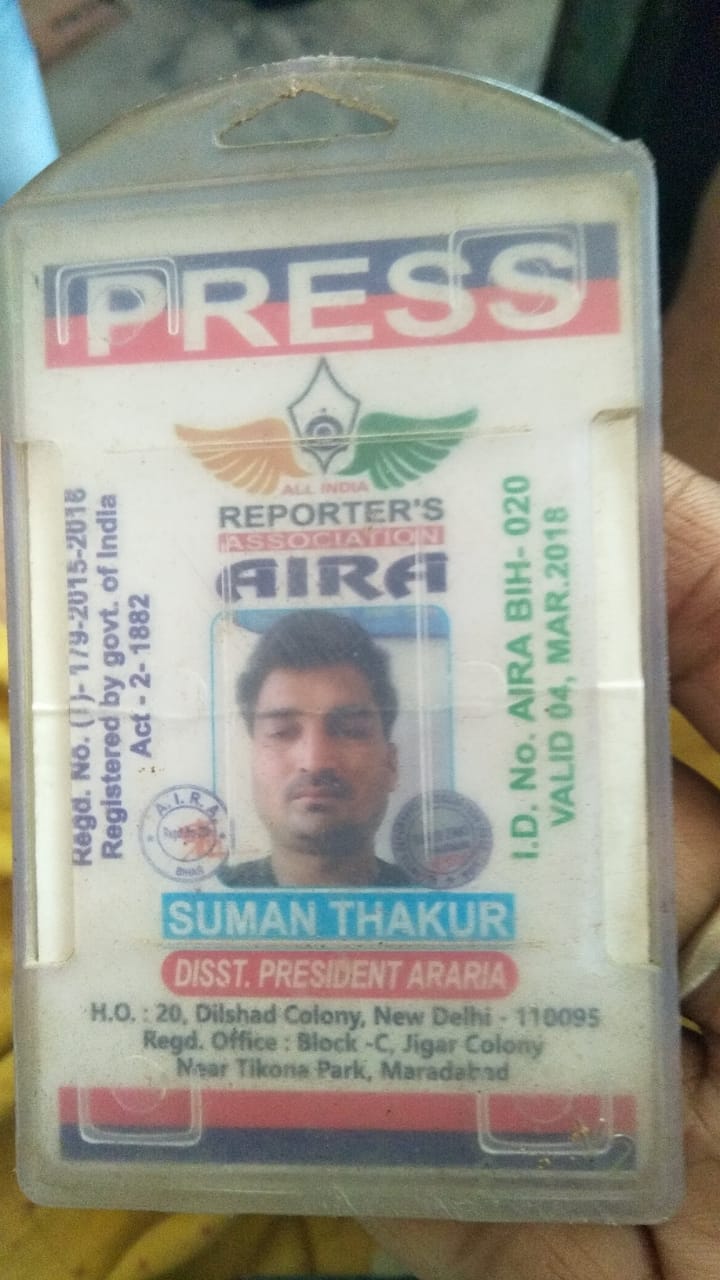 PRESS
ALL INDIA
REPORTER'S
ASSOCIATION
AIRA
Regd. No. (I)- 179-2015-2016
Registered by govt. of India
Act - 2- 1882
I.D. No. AIRA BIH- 020
VALID 04, MAR.2018
A.I.R.A.
BIHAR
SUMAN THAKUR
DISST. PRESIDENT ARARIA
H.O. : 20, Dilshad Colony, New Delhi - 110095
Regd. Office : Block -C, Jigar Colony
Near Tikona Park, Maradabad